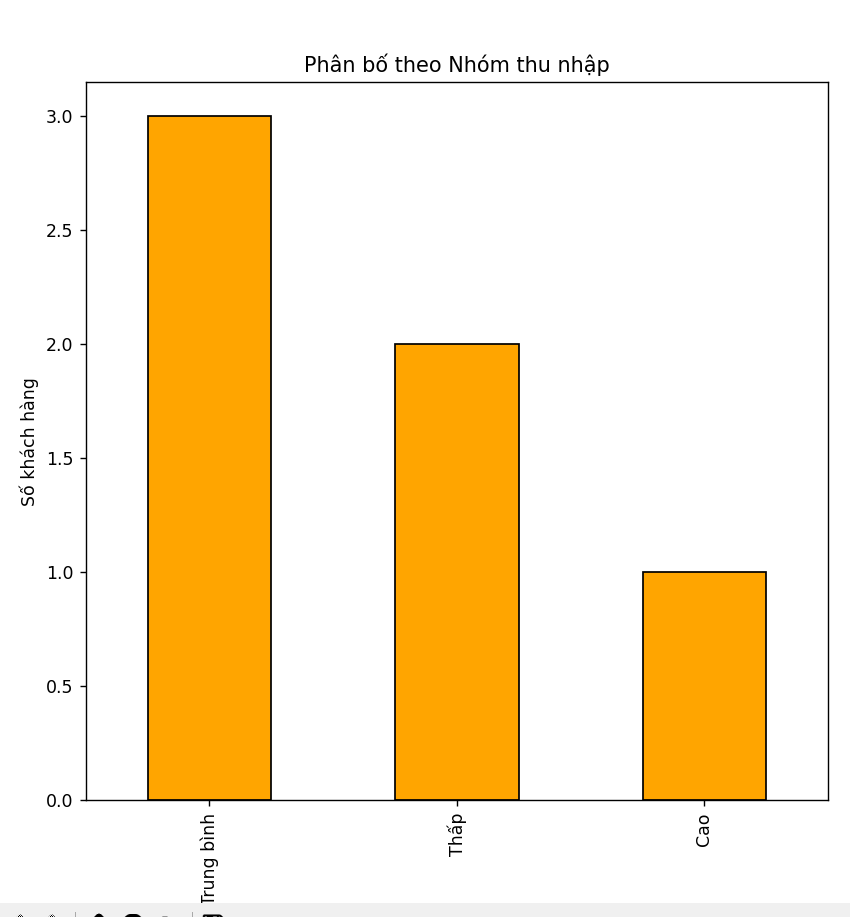 Phân bố theo Nhóm thu nhập
3.0
2.5
2.0
1.5
1.0
0.5
0.0
Số khách hàng
Trung bình
Thấp
Cao